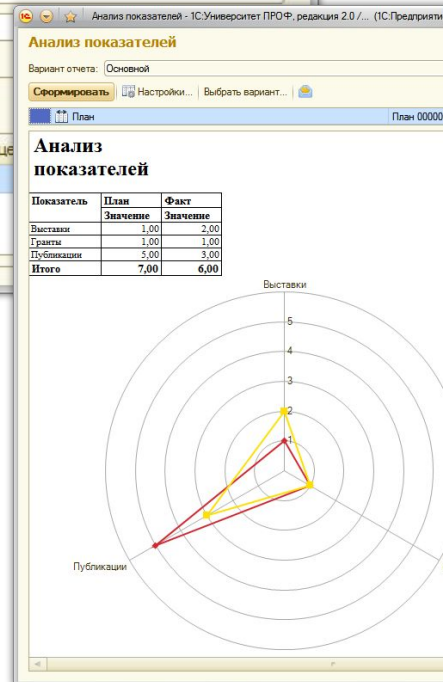 Анализ показателей - 1С:Университет ПРОФ, редакция 2.0 /... (1С:Предприяти
Анализ показателей
Вариант отчета: Основной
Сформировать Настройки... Выбрать вариант...
План План 00000
це
Анализ
показателей
Показатель План Факт
Значение Значение
Выставки 1,00 2,00
Гранты 1,00 1,00
Публикации 5,00 3,00
Итого 7,00 6,00
Выставки
5
4
3
2
1
Публикации